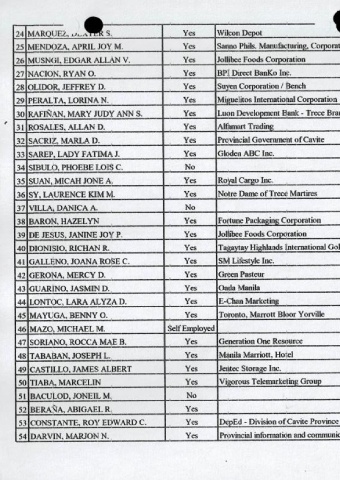 24 MARQUEZ, S. Yes Wilcon Depot
25 MENDOZA, APRIL JOY M. Yes Sanno Phils. Manufacturing, Corporat
26 MUSNGI, EDGAR ALLAN V. Yes Jollibee Foods Corporation
27 NACION, RYAN O. Yes BPI Direct BanKo Inc.
28 OLIDOR, JEFFREY D. Yes Suyen Corporation / Bench
29 PERALTA, LORINA N. Yes Miguelitos International Corporation
30 RAFIÑAN, MARY JUDY ANN S. Yes Luon Development Bank - Trece Bran
31 ROSALES, ALLAN D. Yes Alfamart Trading
32 SACRIZ, MARLA D. Yes Provincial Government of Cavite
33 SAREP, LADY FATIMA J. Yes Gloden ABC Inc.
34 SIBULO, PHOEBE LOIS C. No
35 SUAN, MICAH JONE A. Yes Royal Cargo Inc.
36 SY, LAURENCE KIM M. Yes Notre Dame of Trece Martires
37 VILLA, DANICA A. No
38 BARON, HAZELYN Yes Fortune Packaging Corporation
39 DE JESUS, JANINE JOY P. Yes Jollibee Foods Corporation
40 DIONISIO, RICHAN R. Yes Tagaytay Highlands International Gol
41 GALLENO, JOANA ROSE C. Yes SM Lifestyle Inc.
42 GERONA, MERCY D. Yes Green Pasteur
43 GUARINO, JASMIN D. Yes Onda Manila
44 LONTOC, LARA ALYZA D. Yes E-Chan Marketing
45 MAYUGA, BENNY O. Yes Toronto, Marrott Bloor Yorville
46 MAZO, MICHAEL M. Self Employed
47 SORIANO, ROCCA MAE B. Yes Generation One Resource
48 TABABAN, JOSEPH L. Yes Manila Marriott, Hotel
49 CASTILLO, JAMES ALBERT Yes Jentec Storage Inc.
50 TIABA, MARCELIN Yes Vigorous Telemarketing Group
51 BACULOD, JONEIL M. No
52 BERAÑA, ABIGAEL R. Yes
53 CONSTANTE, ROY EDWARD C. Yes DepEd - Division of Cavite Province
54 DARVIN, MARJON N. Yes Provincial information and communic